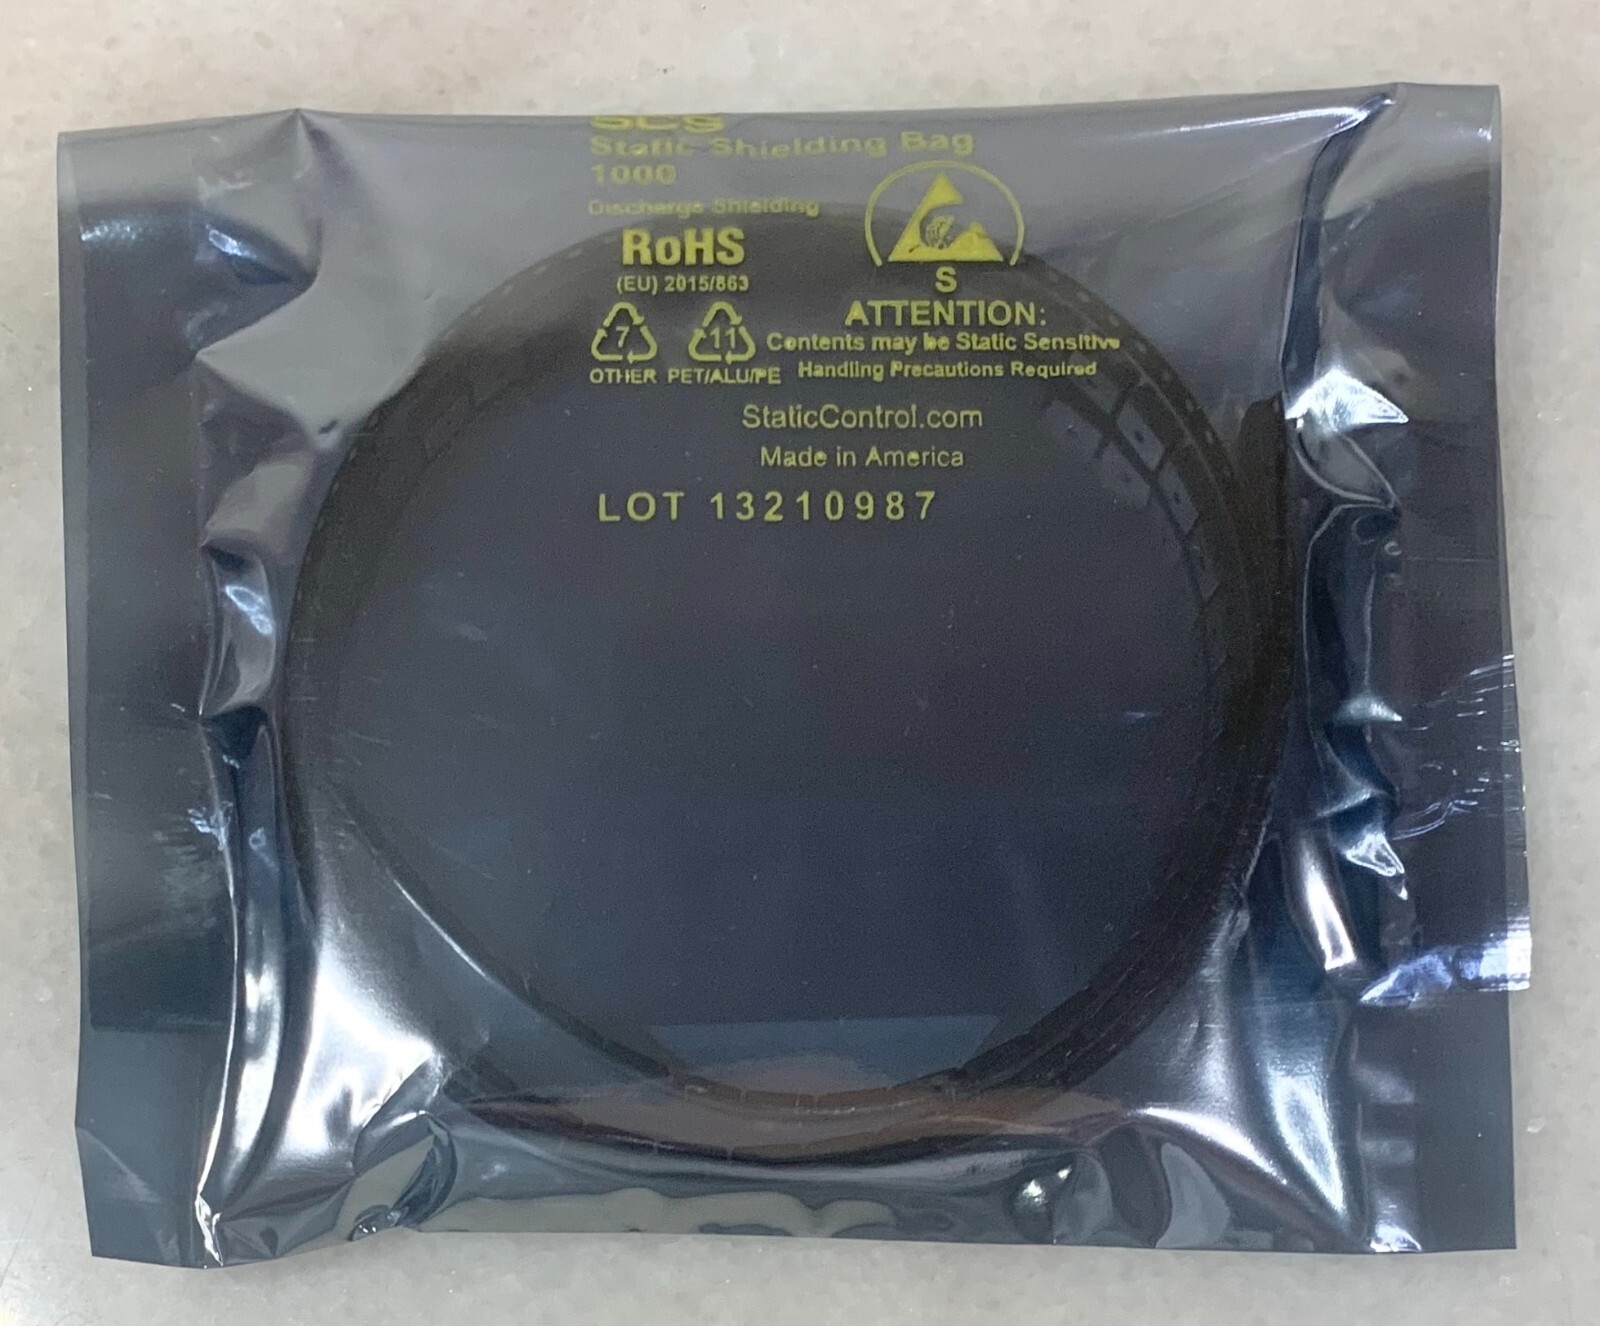 SCS
Static Shielding Bag
1000
Discharge Shielding
RoHS
(EU) 2015/863
7
OTHER
11
PET/ALU/PE
S
ATTENTION:
Contents may be Static Sensitive
Handling Precautions Required
StaticControl.com
Made in America
LOT 13210987